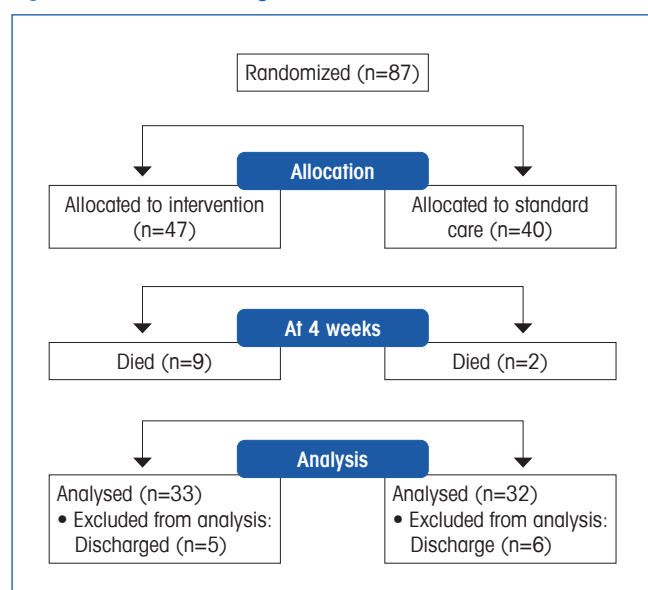 Randomized (n=87)
Allocation
Allocated to intervention
(n=47)
Allocated to standard
care (n=40)
At 4 weeks
Died (n=9)
Died (n=2)
Analysis
Analysed (n=33)
• Excluded from analysis:
Discharged (n=5)
Analysed (n=32)
• Excluded from analysis:
Discharge (n=6)